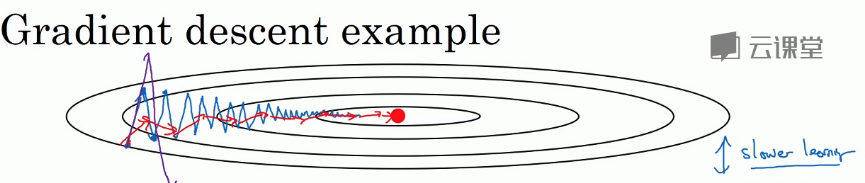 Gradient descent example
云课堂
slower learning